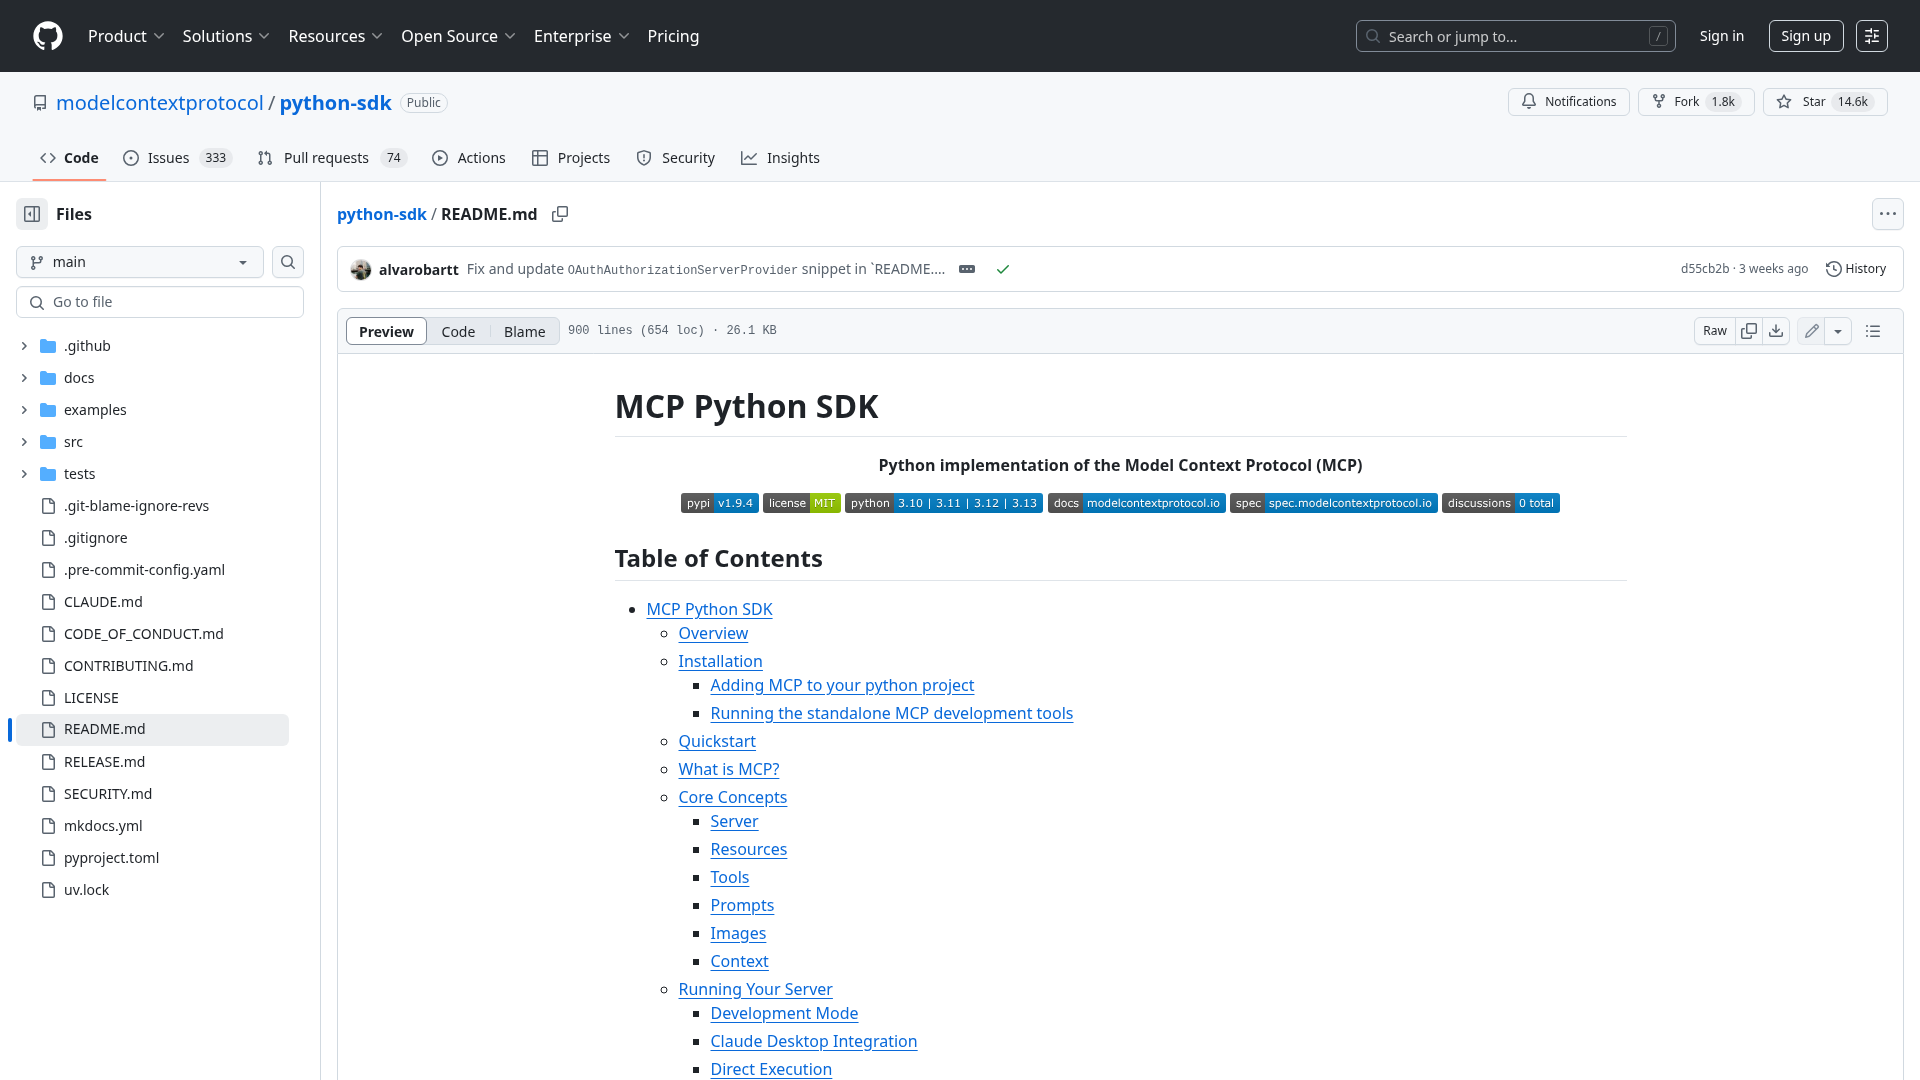 Product
Solutions
Resources
Open Source
Enterprise
Pricing
Search or jump to...
/
Sign in
Sign up
modelcontextprotocol / python-sdk
Public
Notifications
Fork 1.8k
Star 14.6k
Code
Issues 333
Pull requests 74
Actions
Projects
Security
Insights
Files
main
Go to file
.github
docs
examples
src
tests
.git-blame-ignore-revs
.gitignore
.pre-commit-config.yaml
CLAUDE.md
CODE_OF_CONDUCT.md
CONTRIBUTING.md
LICENSE
README.md
RELEASE.md
SECURITY.md
mkdocs.yml
pyproject.toml
uv.lock
python-sdk / README.md
alvarobartt Fix and update OAuthAuthorizationServerProvider snippet in `README....
d55cb2b · 3 weeks ago
History
Preview
Code
Blame
900 lines (654 loc) · 26.1 KB
Raw
MCP Python SDK
Python implementation of the Model Context Protocol (MCP)
pypi v1.9.4
license MIT
python 3.10 | 3.11 | 3.12 | 3.13
docs modelcontextprotocol.io
spec spec.modelcontextprotocol.io
discussions 0 total
Table of Contents
MCP Python SDK
Overview
Installation
Adding MCP to your python project
Running the standalone MCP development tools
Quickstart
What is MCP?
Core Concepts
Server
Resources
Tools
Prompts
Images
Context
Running Your Server
Development Mode
Claude Desktop Integration
Direct Execution